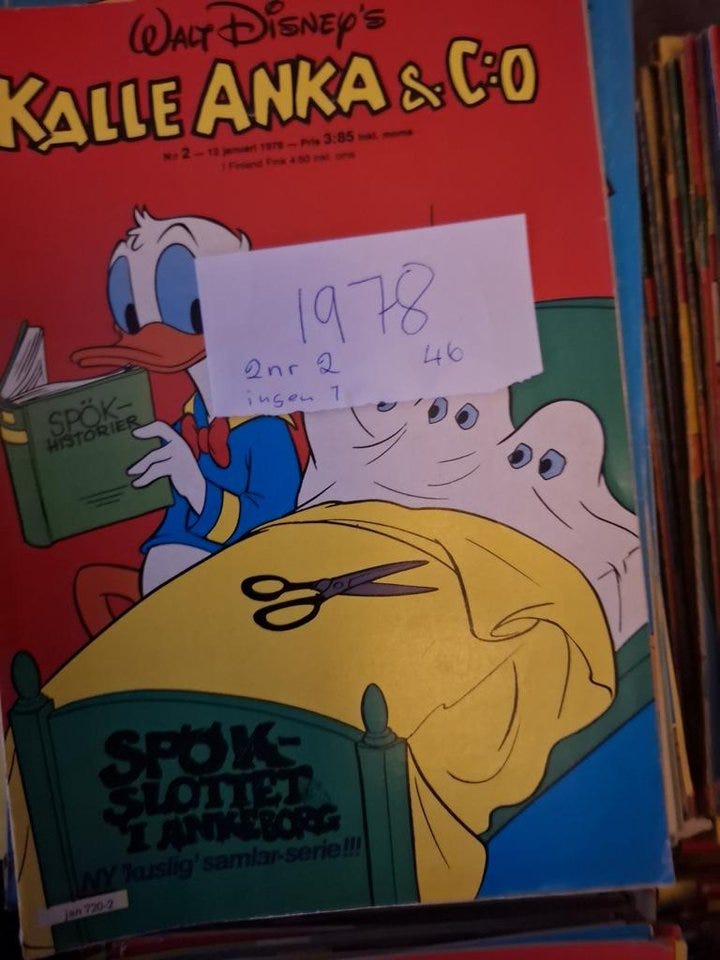 WALT DISNEY'S
KALLE ANKA & C:O
Nr 2 — 13 januari 1978 — Pris 3:85 inkl. moms
I Finland Fmk 4:50 inkl. oms
1978
2nr 2 46
ingen 1
SPÖK-
HISTORIER
SPÖK-
SLOTTET
I ANKEBORG
NY 'kuslig' samlar-serie!!!
jan 720-2